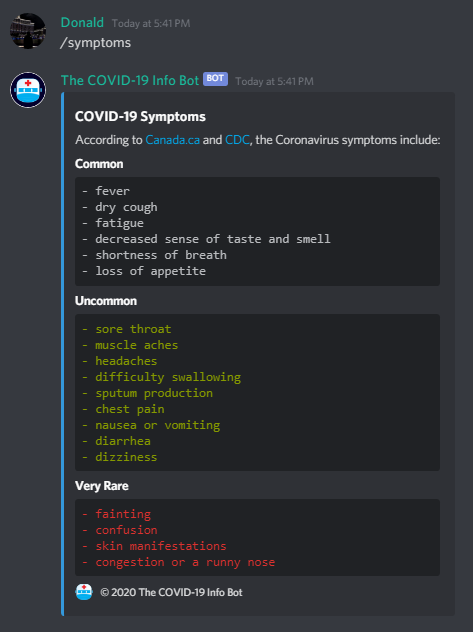 Donald Today at 5:41 PM
/symptoms
The COVID-19 Info Bot BOT Today at 5:41 PM
COVID-19 Symptoms
According to Canada.ca and CDC, the Coronavirus symptoms include:
Common
- fever
- dry cough
- fatigue
- decreased sense of taste and smell
- shortness of breath
- loss of appetite
Uncommon
- sore throat
- muscle aches
- headaches
- difficulty swallowing
- sputum production
- chest pain
- nausea or vomiting
- diarrhea
- dizziness
Very Rare
- fainting
- confusion
- skin manifestations
- congestion or a runny nose
© 2020 The COVID-19 Info Bot